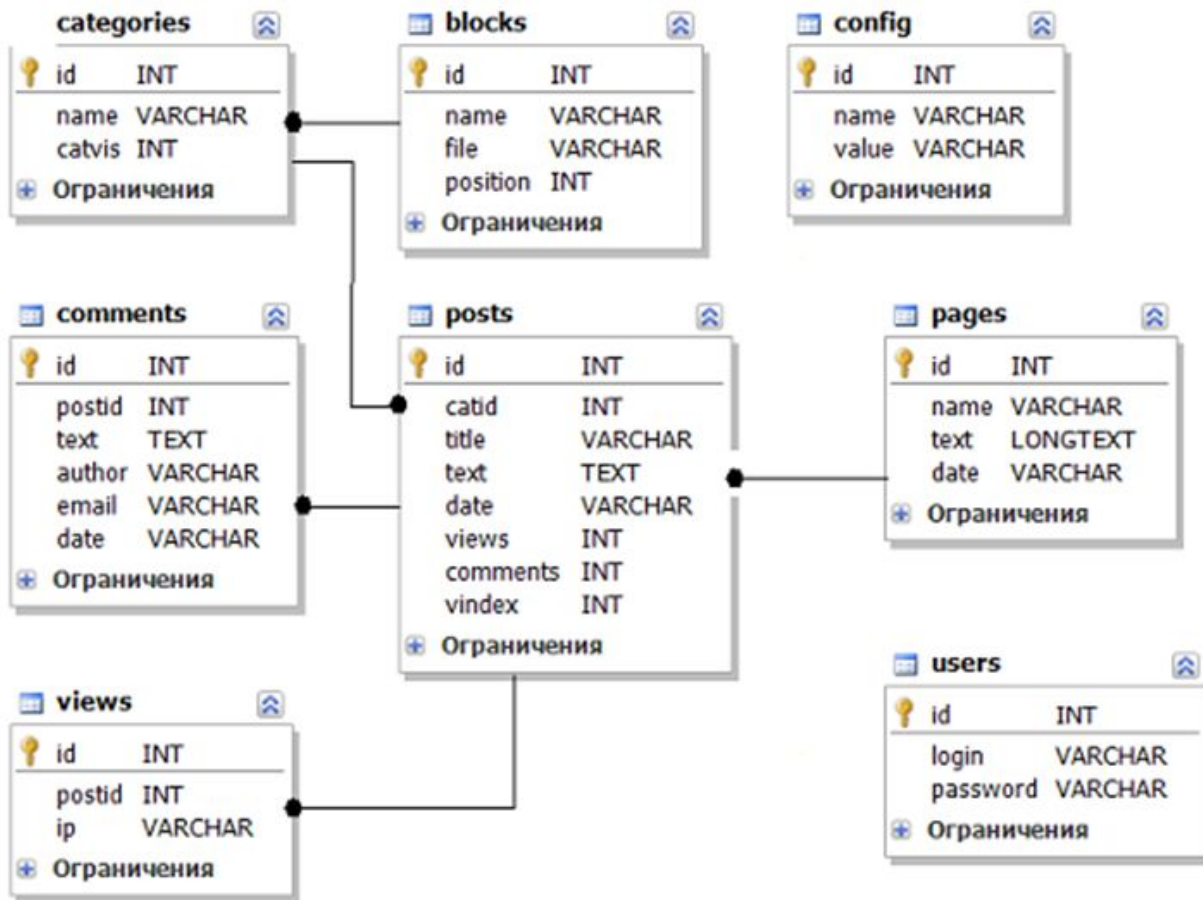 categories
id INT
name VARCHAR
catvis INT
Ограничения
blocks
id INT
name VARCHAR
file VARCHAR
position INT
Ограничения
config
id INT
name VARCHAR
value VARCHAR
Ограничения
comments
id INT
postid INT
text TEXT
author VARCHAR
email VARCHAR
date VARCHAR
Ограничения
posts
id INT
catid INT
title VARCHAR
text TEXT
date VARCHAR
views INT
comments INT
vindex INT
Ограничения
pages
id INT
name VARCHAR
text LONGTEXT
date VARCHAR
Ограничения
views
id INT
postid INT
ip VARCHAR
Ограничения
users
id INT
login VARCHAR
password VARCHAR
Ограничения